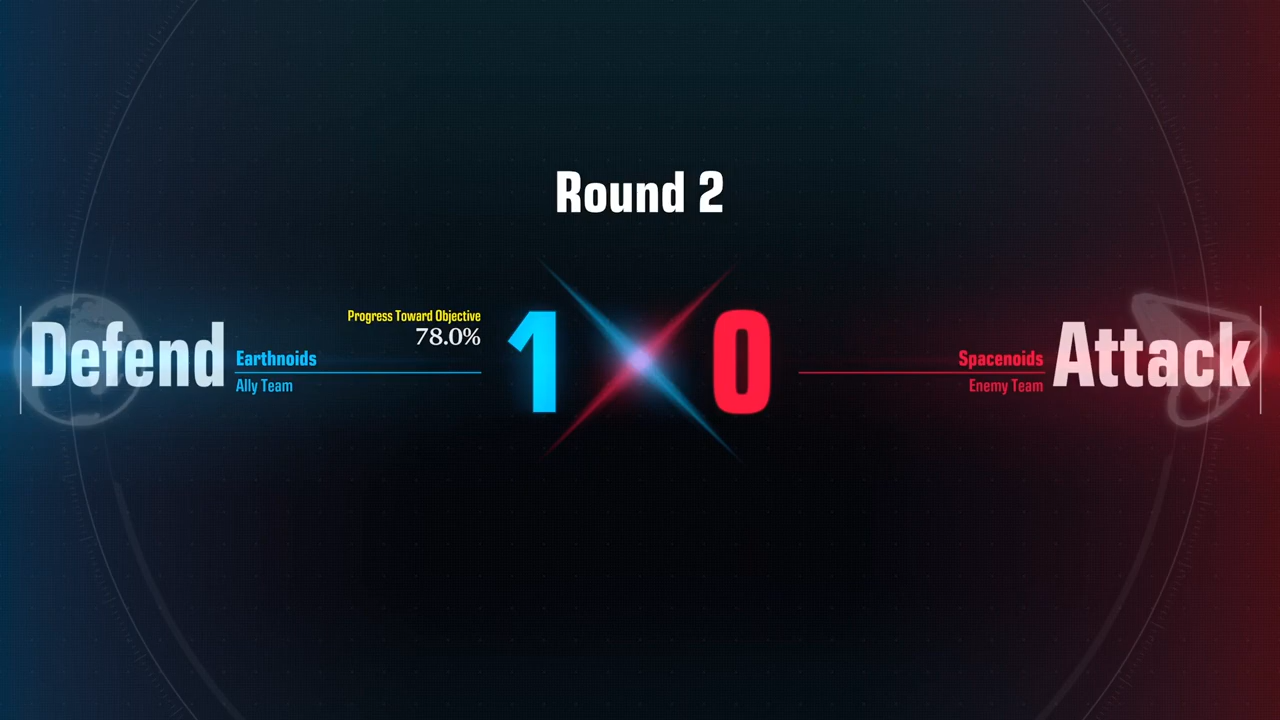 Round 2
Defend
Earthnoids
Ally Team
Progress Toward Objective
78.0%
1
0
Spacenoids
Enemy Team
Attack